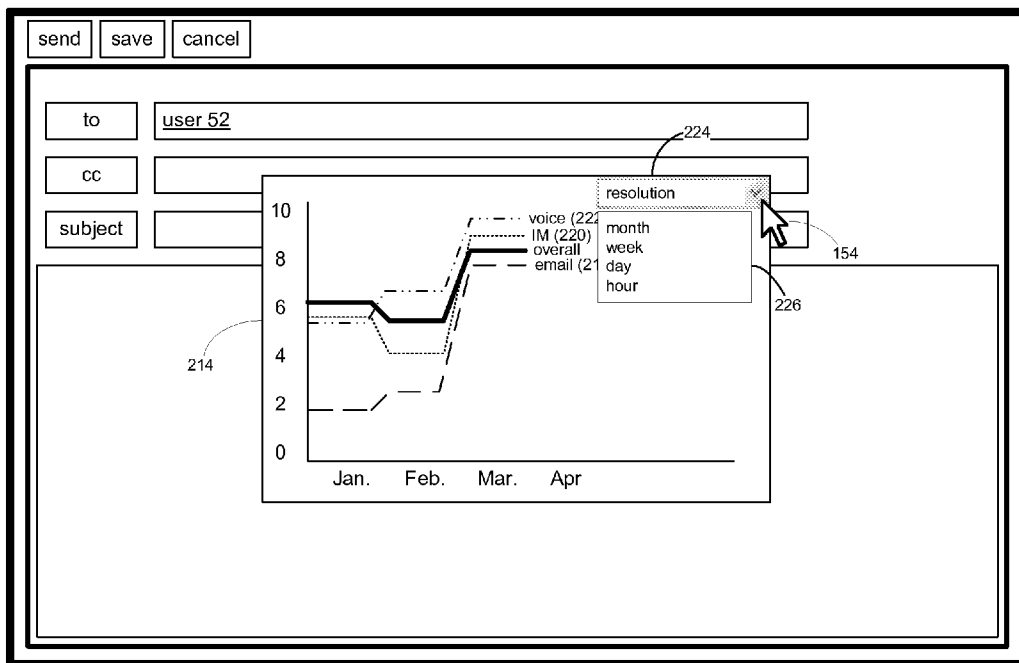 send save cancel
to user 52
224
cc
resolution
subject
10
voice (222
IM (220)
overall
email (21
month
week
day
hour
154
226
8
6
214
4
2
0
Jan. Feb. Mar. Apr